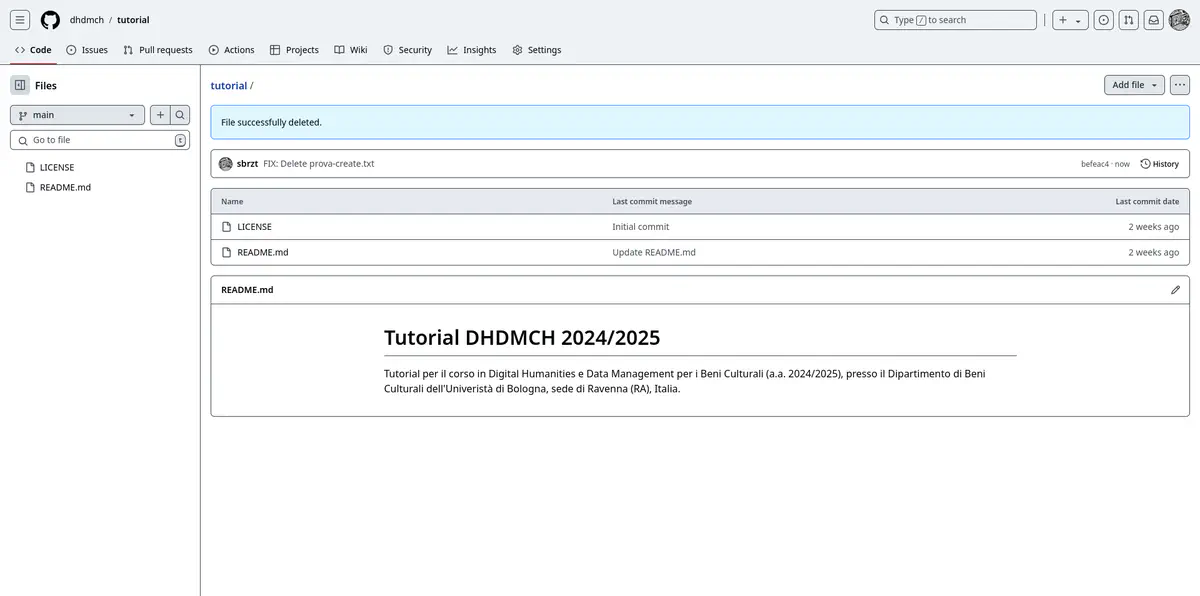 dhdmch / tutorial
Type / to search
Code Issues Pull requests Actions Projects Wiki Security Insights Settings
Files
main
Go to file t
LICENSE
README.md
tutorial /
Add file
File successfully deleted.
sbrzt FIX: Delete prova-create.txt befeac4 · now History
Name Last commit message Last commit date
LICENSE Initial commit 2 weeks ago
README.md Update README.md 2 weeks ago
README.md
Tutorial DHDMCH 2024/2025
Tutorial per il corso in Digital Humanities e Data Management per i Beni Culturali (a.a. 2024/2025), presso il Dipartimento di Beni
Culturali dell'Univeristà di Bologna, sede di Ravenna (RA), Italia.